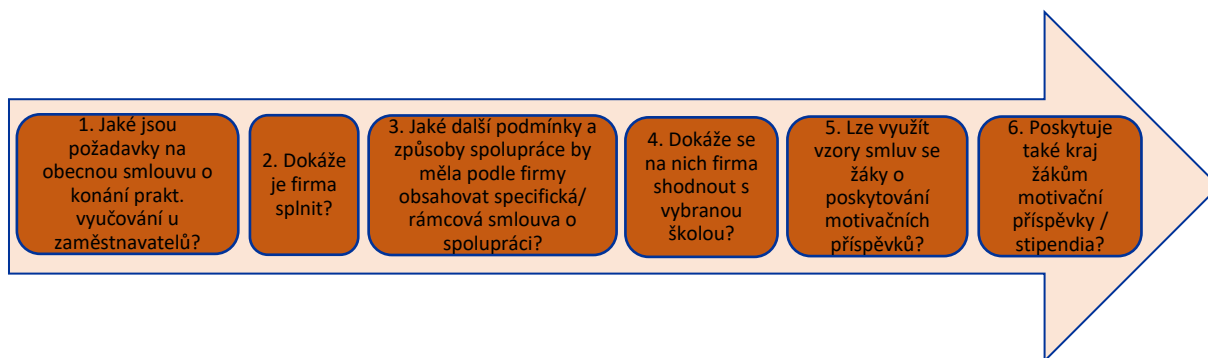 1. Jaké jsou
požadavky na
obecnou smlouvu o
konání prakt.
vyučování u
zaměstnavatelů?
2. Dokáže
je firma
splnit?
3. Jaké další podmínky a
způsoby spolupráce by
měla podle firmy
obsahovat specifická/
rámcová smlouva o
spolupráci?
4. Dokáže se
na nich firma
shodnout s
vybranou
školou?
5. Lze využít
vzory smluv se
žáky o
poskytování
motivačních
příspěvků?
6. Poskytuje
také kraj
žákům
motivační
příspěvky /
stipendia?